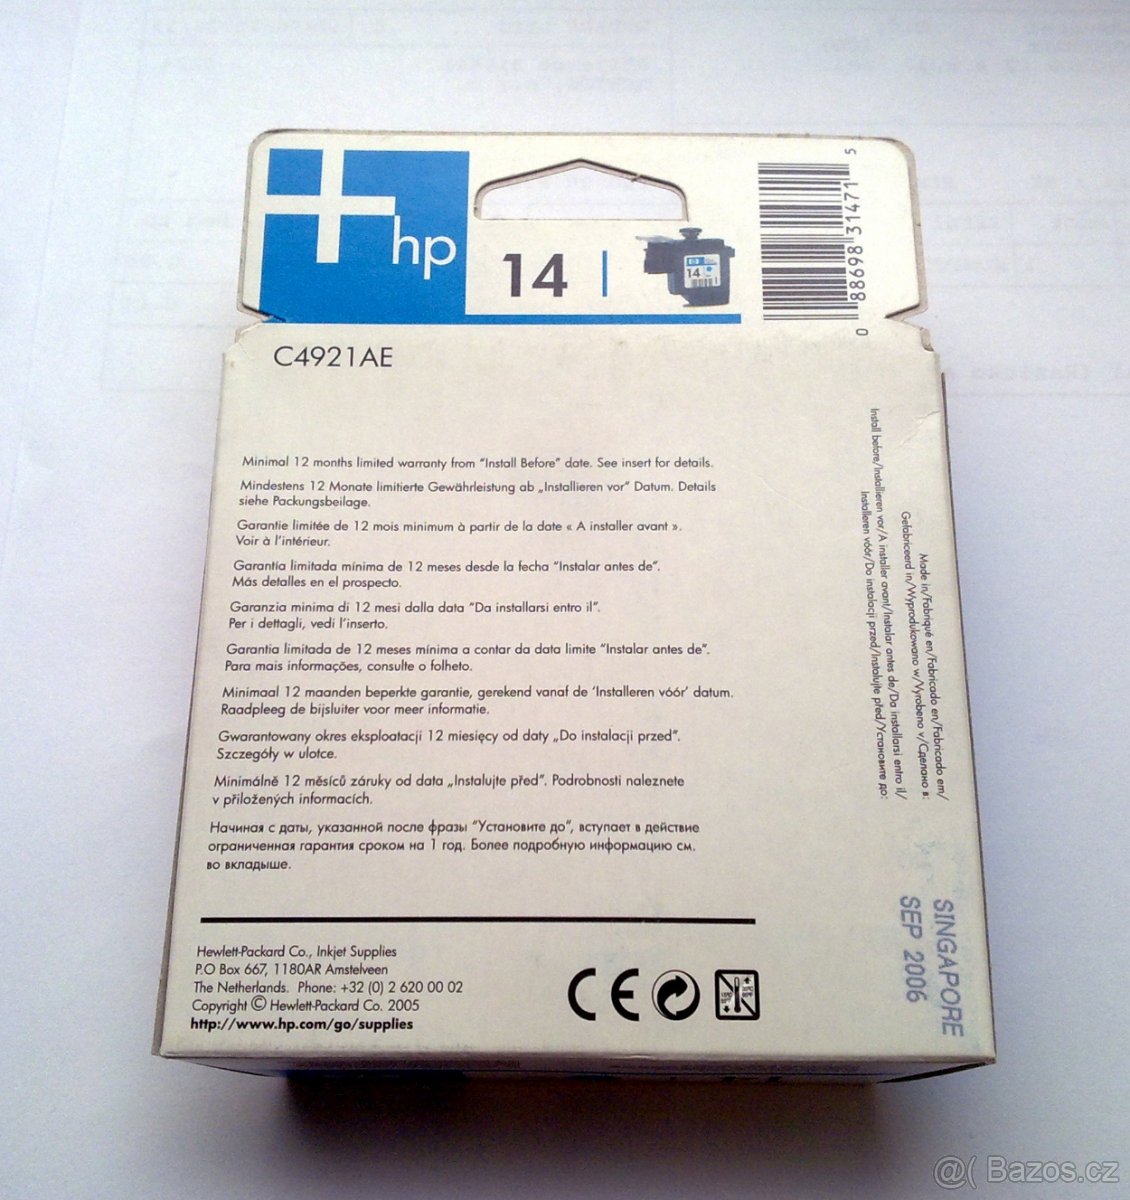 hp
14
14
0 88698 31471 5
C4921AE
Minimal 12 months limited warranty from "Install Before" date. See insert for details.
Mindestens 12 Monate limitierte Gewährleistung ab „Installieren vor" Datum. Details
siehe Packungsbeilage.
Garantie limitée de 12 mois minimum à partir de la date « A installer avant ».
Voir à l'intérieur.
Garantía limitada mínima de 12 meses desde la fecha "Instalar antes de".
Más detalles en el prospecto.
Garanzia minima di 12 mesi dalla data "Da installarsi entro il".
Per i dettagli, vedi l'inserto.
Garantia limitada de 12 meses mínima a contar da data limite "Instalar antes de".
Para mais informações, consulte o folheto.
Minimaal 12 maanden beperkte garantie, gerekend vanaf de 'Installeren vóór' datum.
Raadpleeg de bijsluiter voor meer informatie.
Gwarantowany okres eksploatacji 12 miesięcy od daty „Do instalacji przed".
Szczegóły w ulotce.
Minimálně 12 měsíců záruky od data „Instalujte před". Podrobnosti naleznete
v přiložených informacích.
Начиная с даты, указанной после фразы "Установите до", вступает в действие
ограниченная гарантия сроком на 1 год. Более подробную информацию см.
во вкладыше.
Install before/Installieren vor/A installer avant/Instalar antes de/Da installarsi entro il/
Installeren vóór/Do instalacji przed/Instalujte před/Установите до:
Made in/Fabriqué en/Fabricado en/Fabricado em/
Gefabriceerd in/Wyprodukowano w/Vyrobeno v/Сделано в:
SINGAPORE
SEP 2006
Hewlett-Packard Co., Inkjet Supplies
P.O Box 667, 1180AR Amstelveen
The Netherlands. Phone: +32 (0) 2 620 00 02
Copyright © Hewlett-Packard Co. 2005
http://www.hp.com/go/supplies
CE
@( Bazos.cz